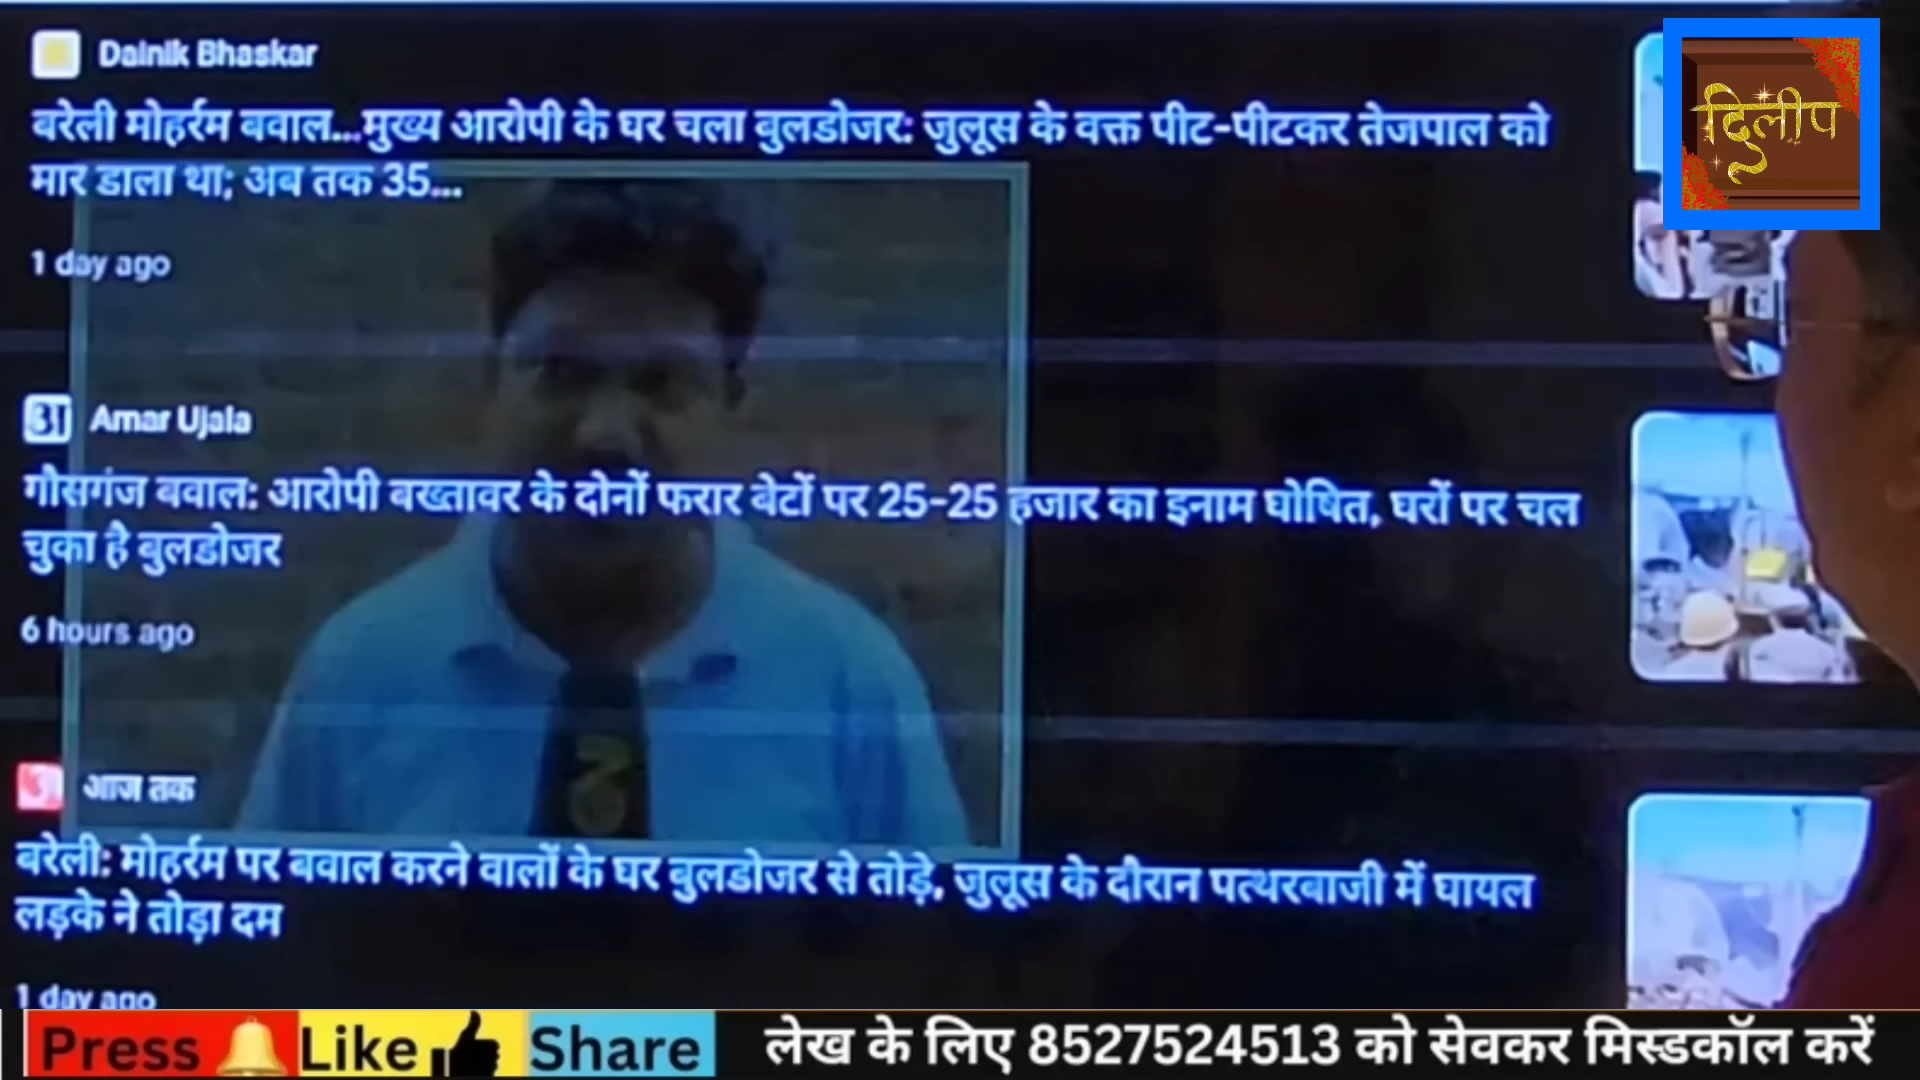 Dainik Bhaskar
दिलीप
बरेली मोहर्रम बवाल...मुख्य आरोपी के घर चला बुलडोजर: जुलूस के वक्त पीट-पीटकर तेजपाल को
मार डाला था; अब तक 35...
1 day ago
अ Amar Ujala
गौसगंज बवाल: आरोपी बख्तावर के दोनों फरार बेटों पर 25-25 हजार का इनाम घोषित, घरों पर चल
चुका है बुलडोजर
6 hours ago
आज तक
बरेली: मोहर्रम पर बवाल करने वालों के घर बुलडोजर से तोड़े, जुलूस के दौरान पत्थरबाजी में घायल
लड़के ने तोड़ा दम
1 day ago
Press Like Share लेख के लिए 8527524513 को सेवकर मिस्डकॉल करें